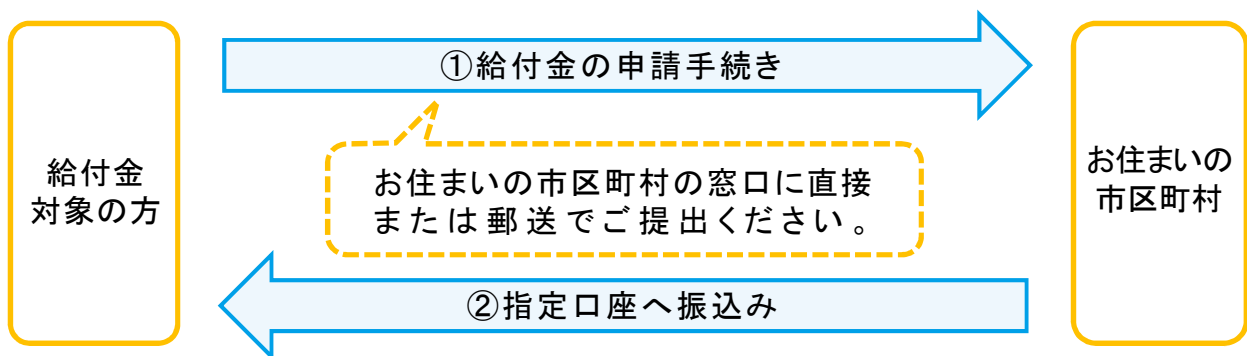 ①給付金の申請手続き
給付金
対象の方
お住まいの市区町村の窓口に直接
または郵送でご提出ください。
お住まいの
市区町村
②指定口座へ振込み